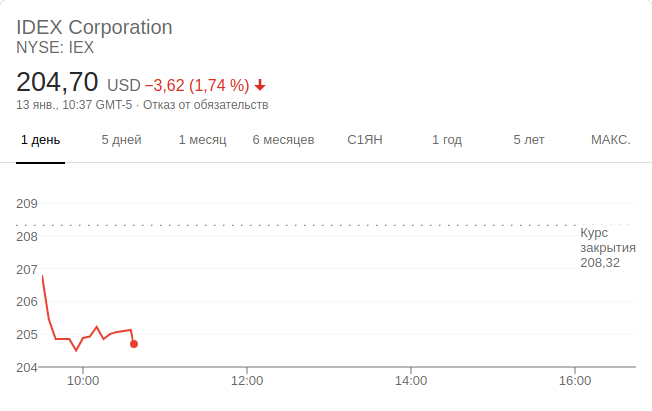 IDEX Corporation
NYSE: IEX
204,70 USD −3,62 (1,74 %)
13 янв., 10:37 GMT-5 · Отказ от обязательств
1 день 5 дней 1 месяц 6 месяцев С1ЯН 1 год 5 лет МАКС.
209
208
207
206
205
204
Курс
закрытия
208,32
10:00 12:00 14:00 16:00